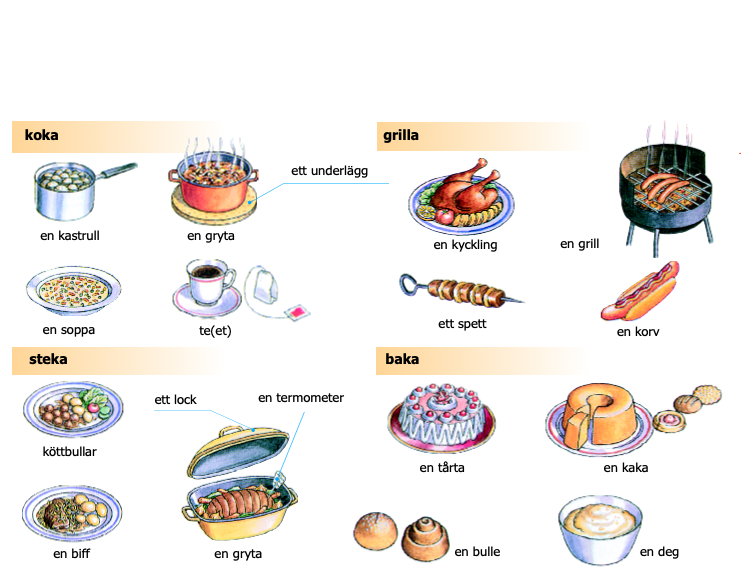 koka
grilla
ett underlägg
en kastrull
en gryta
en kyckling
en grill
en soppa
te(et)
ett spett
en korv
steka
baka
ett lock
en termometer
köttbullar
en tårta
en kaka
en biff
en gryta
en bulle
en deg